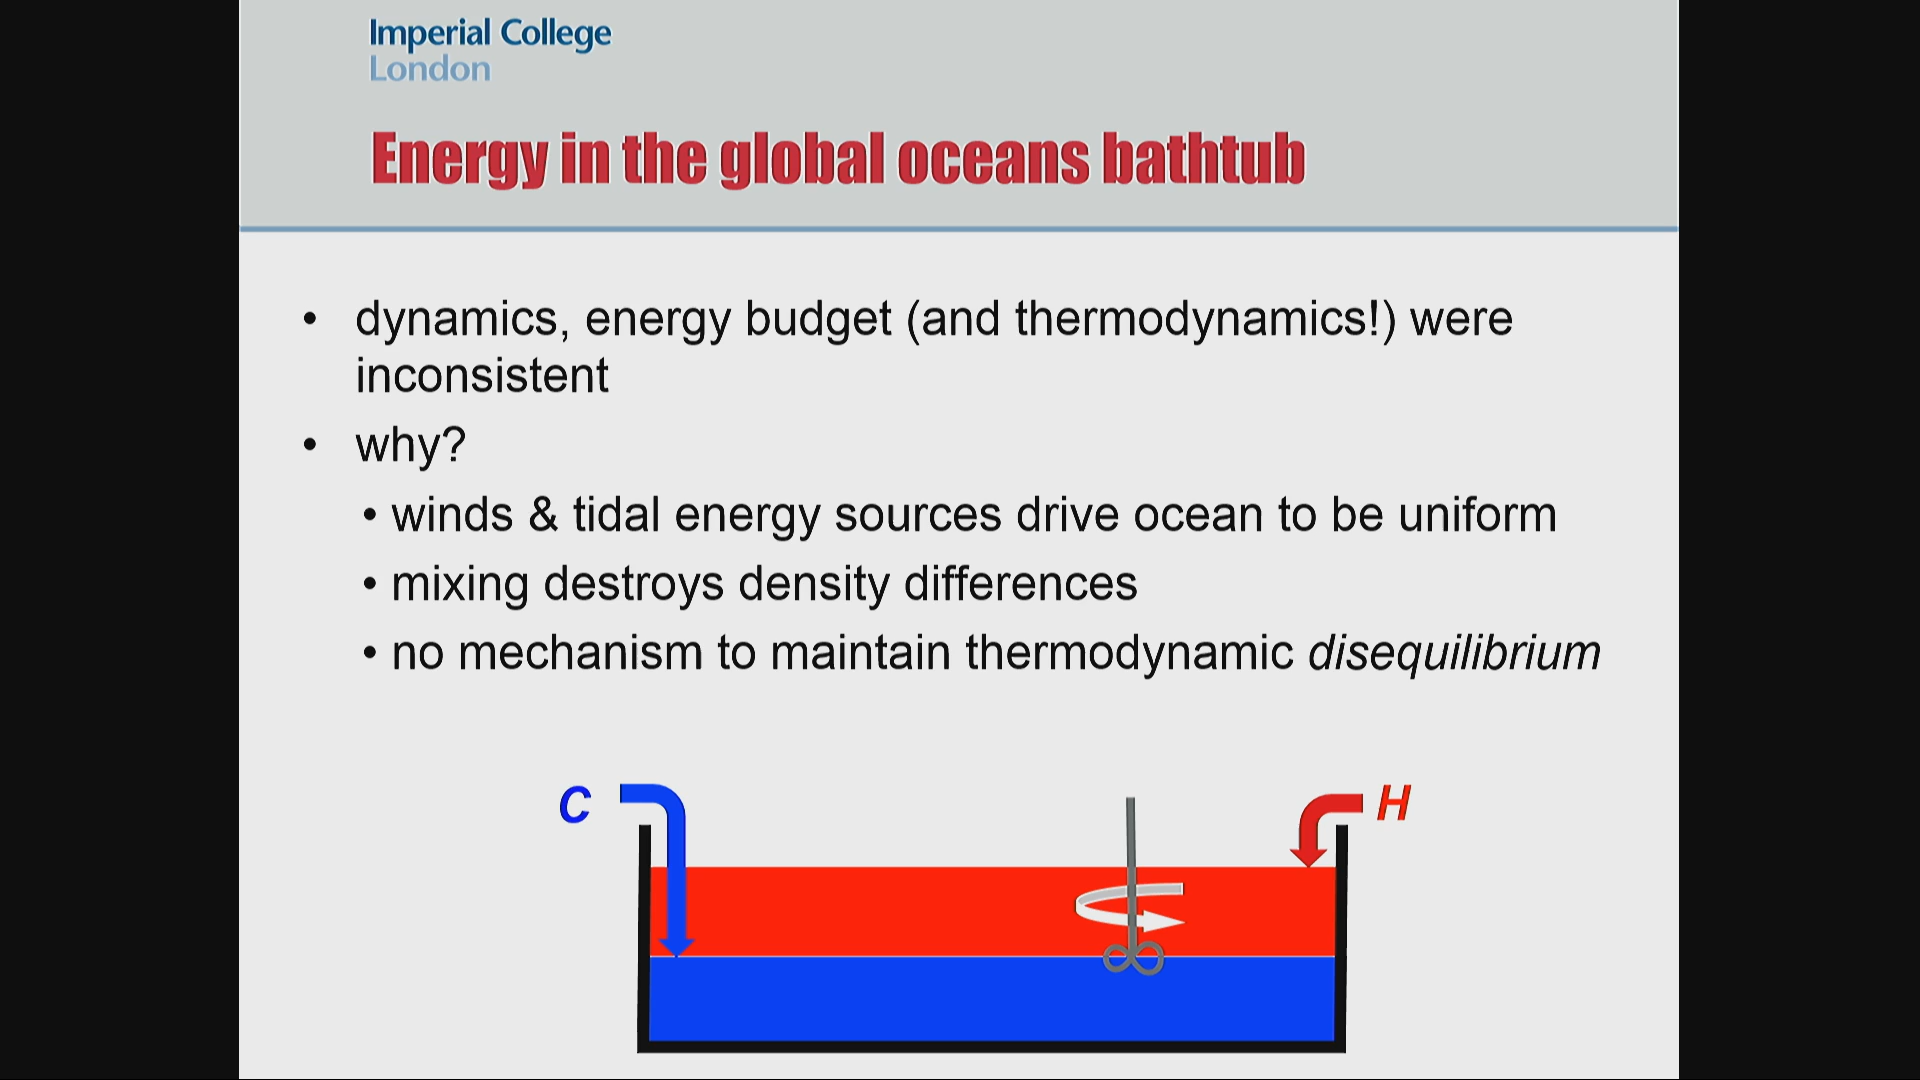 Imperial College
London
Energy in the global oceans bathtub
• dynamics, energy budget (and thermodynamics!) were
inconsistent
• why?
• winds & tidal energy sources drive ocean to be uniform
• mixing destroys density differences
• no mechanism to maintain thermodynamic disequilibrium
C
H